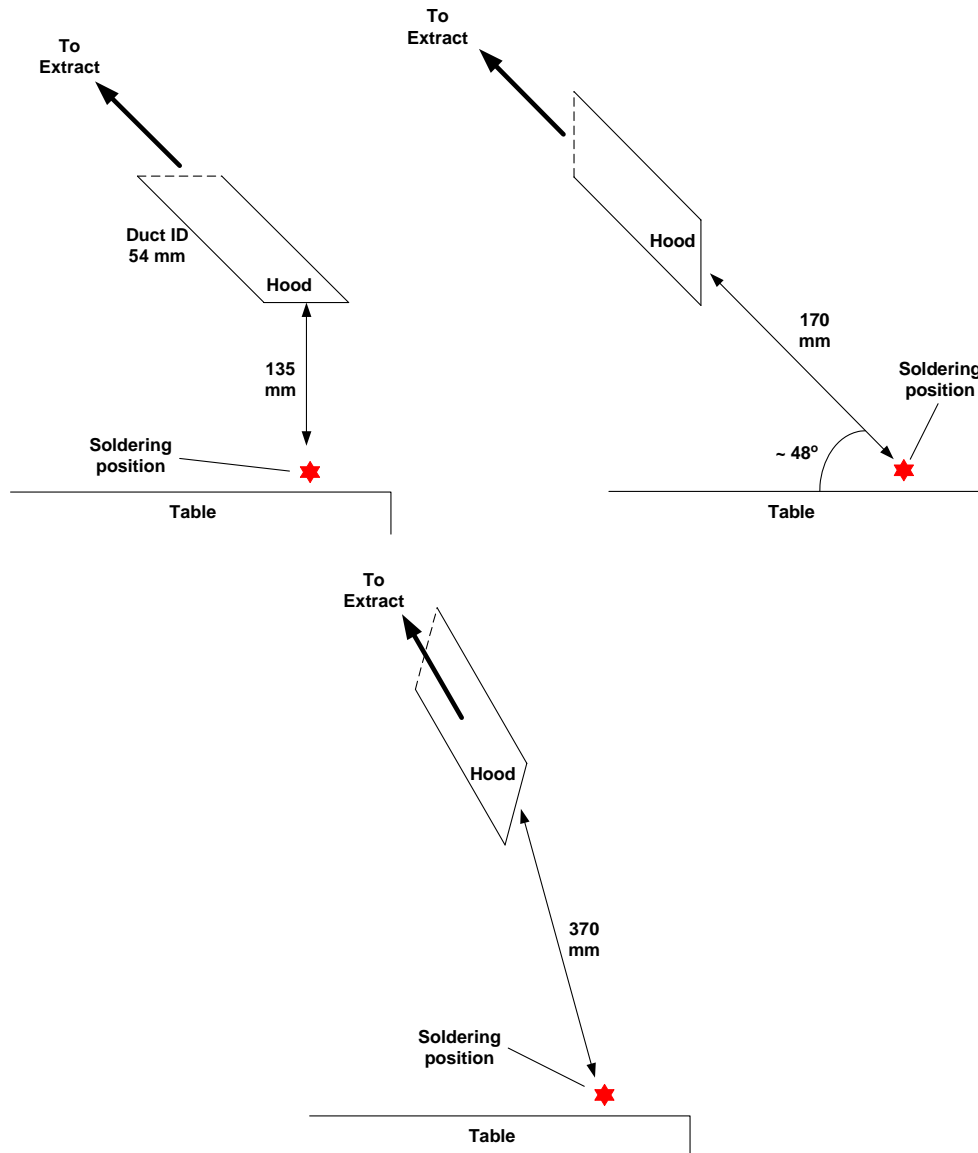 To
Extract
Duct ID
54 mm
Hood
135
mm
Soldering
position
Table
To
Extract
Hood
170
mm
Soldering
position
~ 48o
Table
To
Extract
Hood
370
mm
Soldering
position
Table